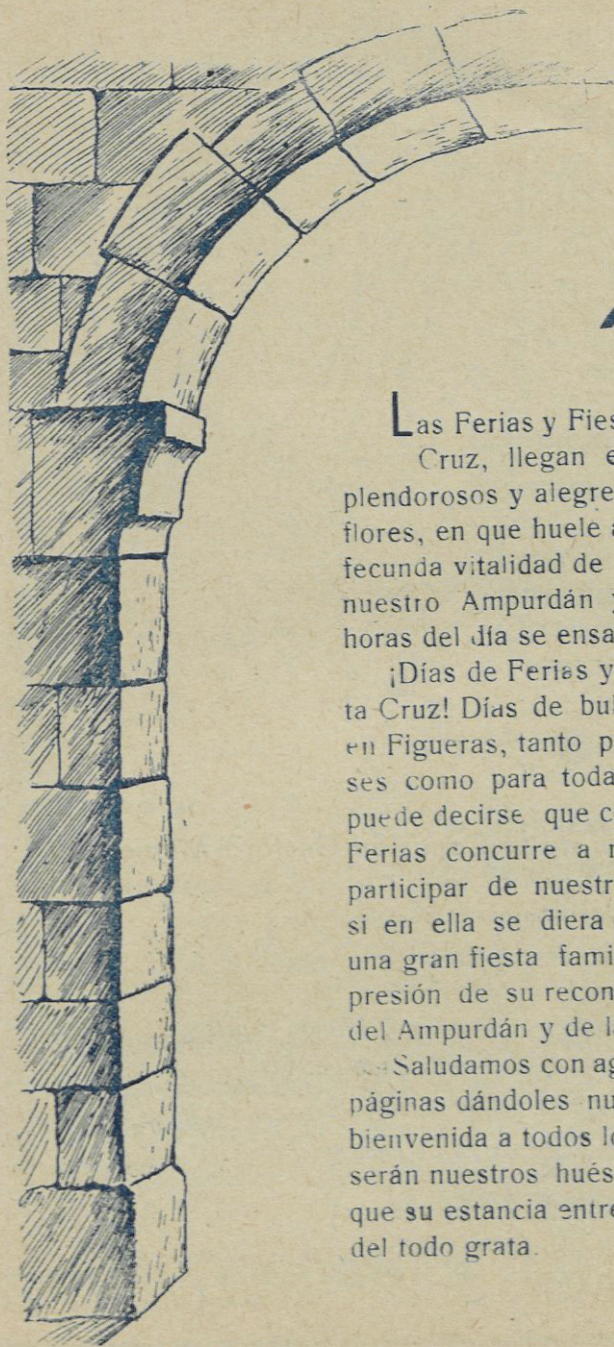 Las Ferias y Fies
Cruz, llegan e
plendorosos y alegre
flores, en que huele a
fecunda vitalidad de
nuestro Ampurdán y
horas del día se ensa
¡Días de Ferias y
ta Cruz! Días de bul
en Figueras, tanto p
ses como para toda
puede decirse que c
Ferias concurre a
participar de nuestr
si en ella se diera
una gran fiesta fami
presión de su recon
del Ampurdán y de l
Saludamos con ag
páginas dándoles nu
bienvenida a todos lo
serán nuestros hués
que su estancia entre
del todo grata.